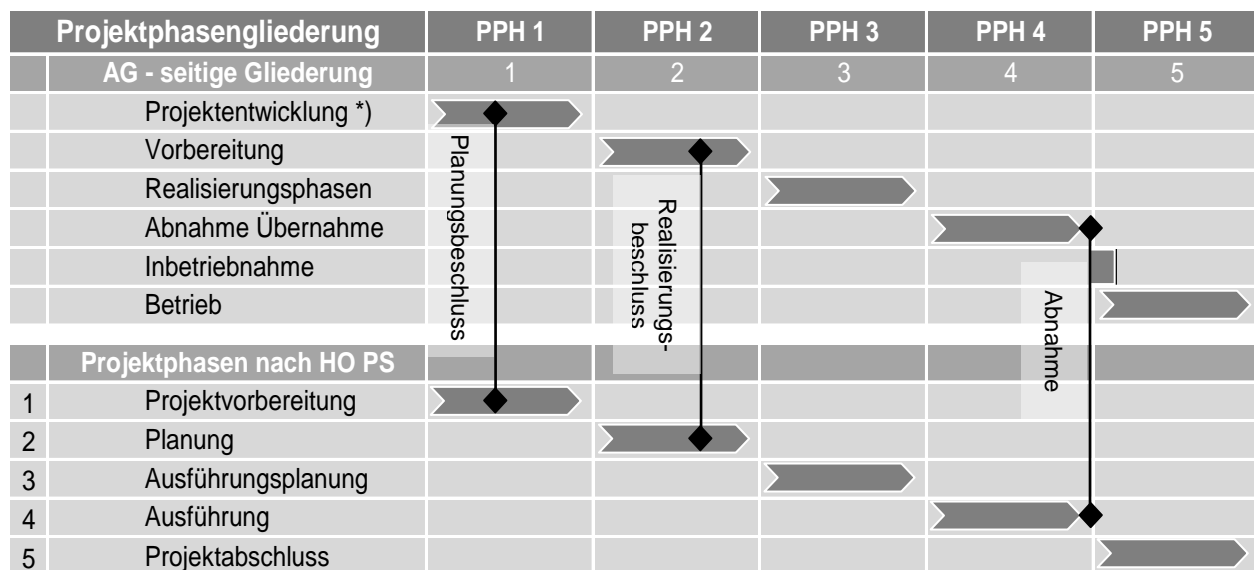 Projektphasengliederung PPH 1 PPH 2 PPH 3 PPH 4 PPH 5
AG - seitige Gliederung 1 2 3 4 5
Projektentwicklung *)
Vorbereitung
Realisierungsphasen
Abnahme Übernahme
Inbetriebnahme
Betrieb
Planungsbeschluss
Realisierungs-
beschluss
Abnahme
Projektphasen nach HO PS
1 Projektvorbereitung
2 Planung
3 Ausführungsplanung
4 Ausführung
5 Projektabschluss